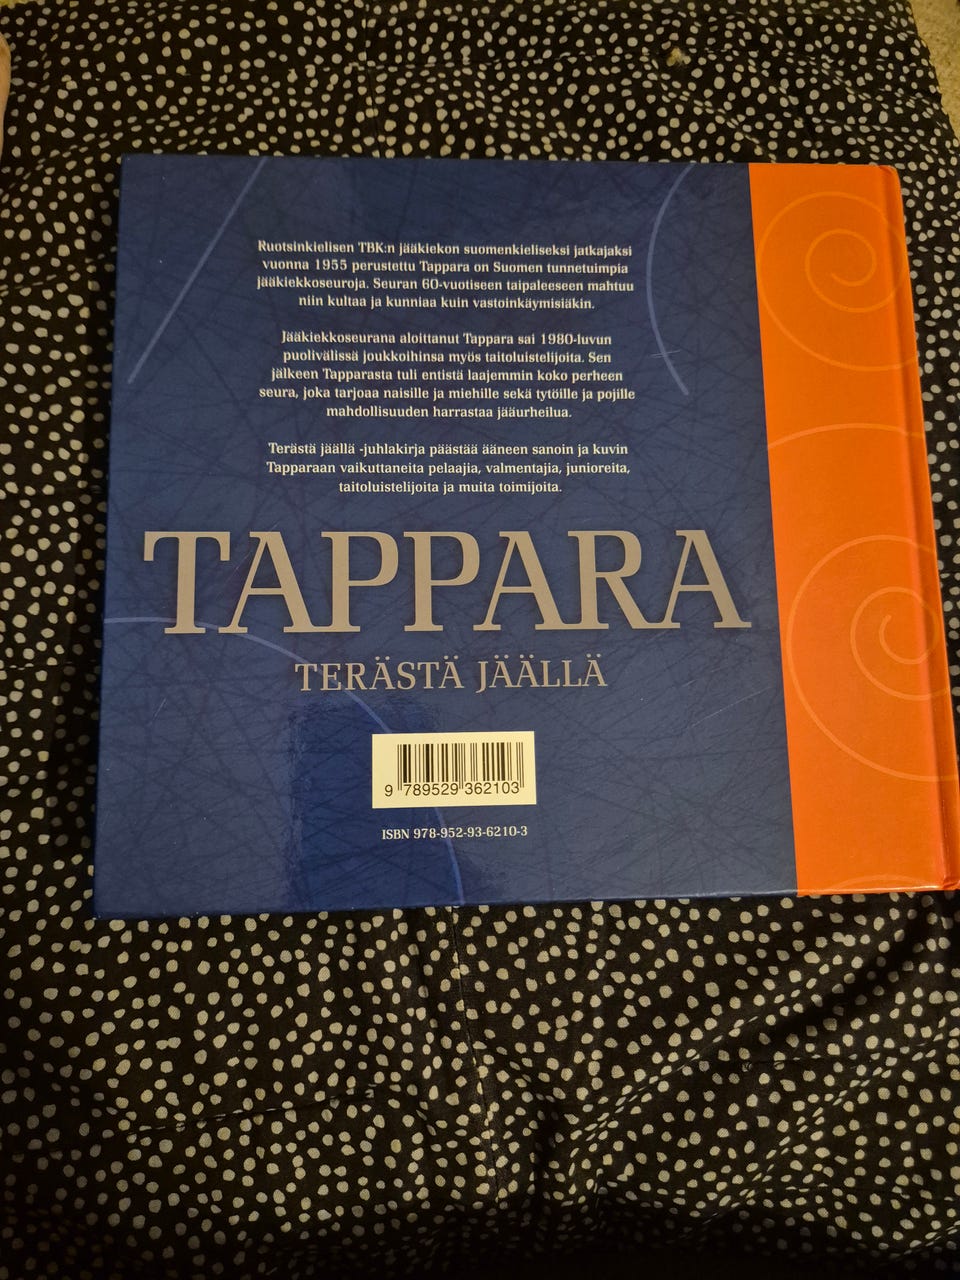 Ruotsinkielisen TBK:n jääkiekon suomenkieliseksi jatkajaksi
vuonna 1955 perustettu Tappara on Suomen tunnetuimpia
jääkiekkoseuroja. Seuran 60-vuotiseen taipaleeseen mahtuu
niin kultaa ja kunniaa kuin vastoinkäymisiäkin.
Jääkiekkoseurana aloittanut Tappara sai 1980-luvun
puolivälissä joukkoihinsa myös taitoluistelijoita. Sen
jälkeen Tapparasta tuli entistä laajemmin koko perheen
seura, joka tarjoaa naisille ja miehille sekä tytöille ja pojille
mahdollisuuden harrastaa jääurheilua.
Terästä jäällä -juhlakirja päästää ääneen sanoin ja kuvin
Tapparaan vaikuttaneita pelaajia, valmentajia, junioreita,
taitoluistelijoita ja muita toimijoita.
TAPPARA
TERÄSTÄ JÄÄLLÄ
9 789529 362103
ISBN 978-952-93-6210-3